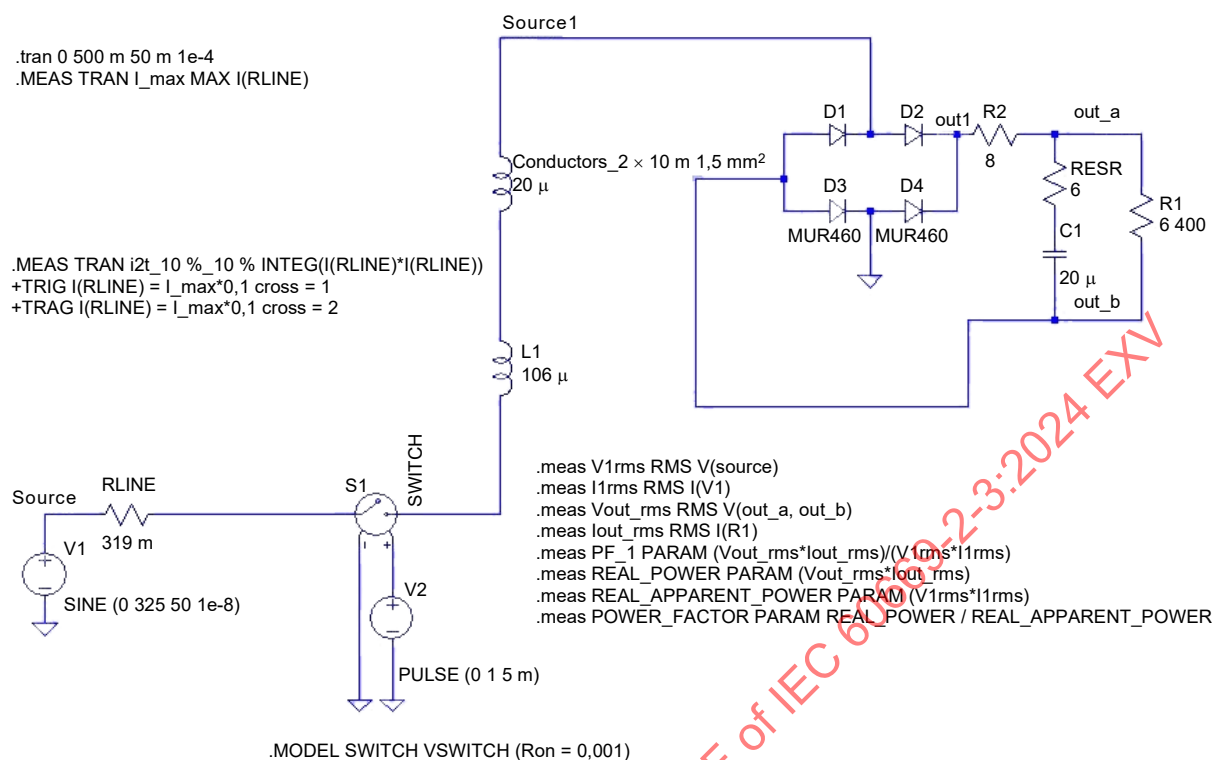 Source1
.tran 0 500 m 50 m 1e-4
.MEAS TRAN I_max MAX I(RLINE)
D1
D2
out1
R2
out_a
8
Conductors_2 × 10 m 1,5 mm²
20 µ
RESR
6
D3
D4
R1
6 400
MUR460
MUR460
C1
20 µ
out_b
.MEAS TRAN i2t_10 %_10 % INTEG(I(RLINE)*I(RLINE))
+TRIG I(RLINE) = I_max*0,1 cross = 1
+TRAG I(RLINE) = I_max*0,1 cross = 2
L1
106 µ
SWITCH
.meas V1rms RMS V(source)
.meas I1rms RMS I(V1)
.meas Vout_rms RMS V(out_a, out_b)
.meas Iout_rms RMS I(R1)
.meas PF_1 PARAM (Vout_rms*Iout_rms)/(V1rms*I1rms)
.meas REAL_POWER PARAM (Vout_rms*Iout_rms)
.meas REAL_APPARENT_POWER PARAM (V1rms*I1rms)
.meas POWER_FACTOR PARAM REAL_POWER / REAL_APPARENT_POWER
Source
RLINE
319 m
S1
V1
SINE (0 325 50 1e-8)
V2
PULSE (0 1 5 m)
.MODEL SWITCH VSWITCH (Ron = 0,001)
E of IEC 60669-2-3:2024 EXV